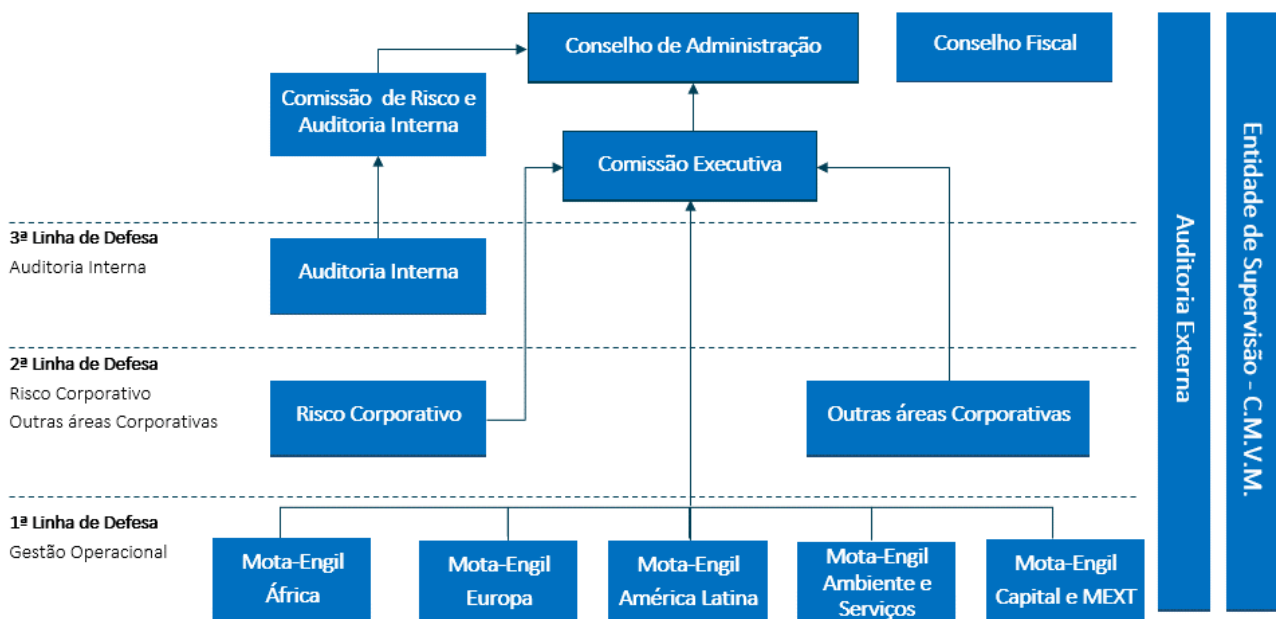 Conselho de Administração
Conselho Fiscal
Comissão de Risco e
Auditoria Interna
Comissão Executiva
3ª Linha de Defesa
Auditoria Interna
Auditoria Interna
2ª Linha de Defesa
Risco Corporativo
Outras áreas Corporativas
Risco Corporativo
Outras áreas Corporativas
1ª Linha de Defesa
Gestão Operacional
Mota-Engil
África
Mota-Engil
Europa
Mota-Engil
América Latina
Mota-Engil
Ambiente e
Serviços
Mota-Engil
Capital e MEXT
Auditoria Externa
Entidade de Supervisão - C.M.V.M.